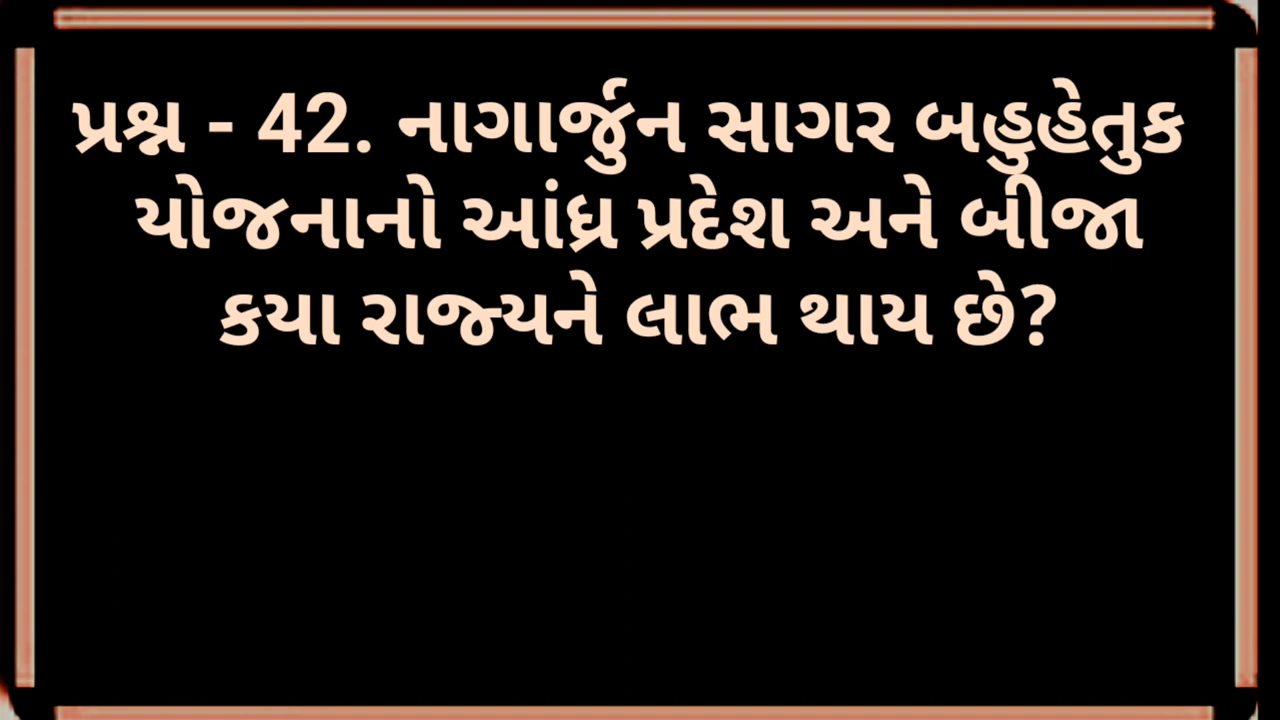 પ્રશ્ન - 42. નાગાર્જુન સાગર બહુહેતુક
યોજનાનો આંધ્ર પ્રદેશ અને બીજા
કયા રાજ્યને લાભ થાય છે?